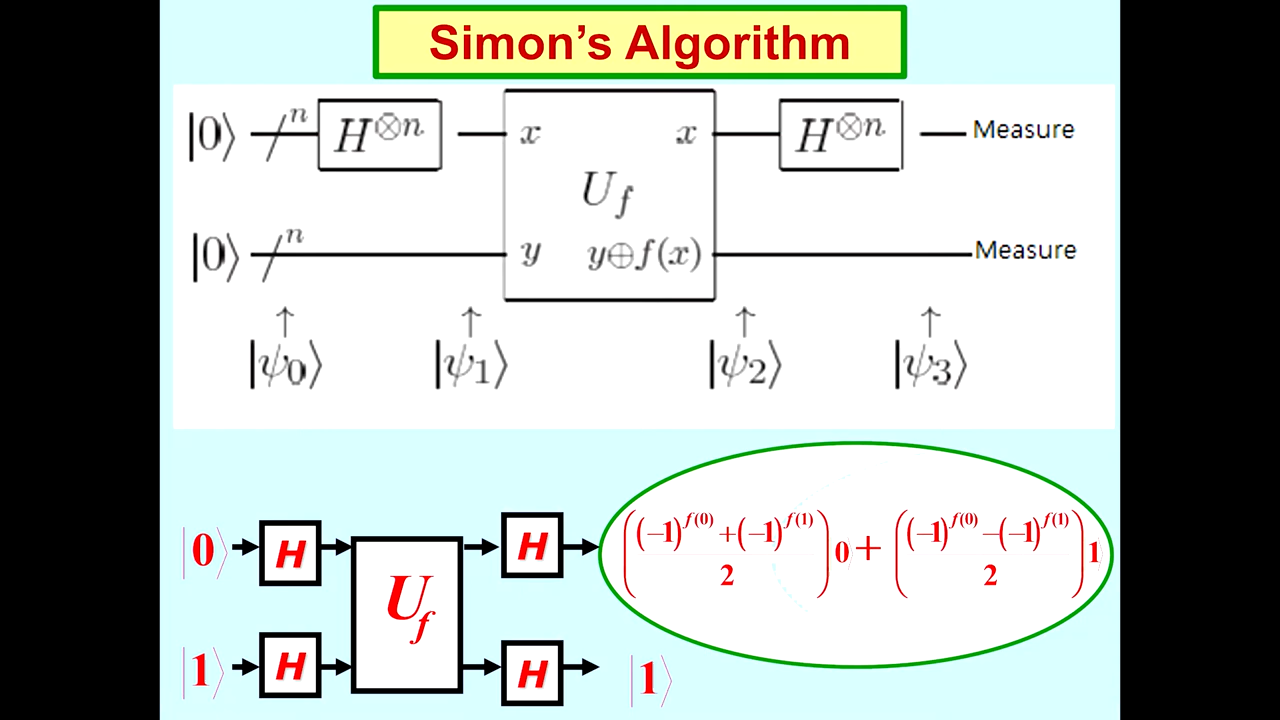 Simon's Algorithm
|0⟩ n H⊗n x x H⊗n Measure
U_f
|0⟩ n y y⊕f(x) Measure
↑ ↑ ↑ ↑
|ψ0⟩ |ψ1⟩ |ψ2⟩ |ψ3⟩
|0⟩ H H (((−1)^f(0) + (−1)^f(1)) / 2) 0 + (((−1)^f(0) − (−1)^f(1)) / 2) 1
U_f
|1⟩ H H |1⟩